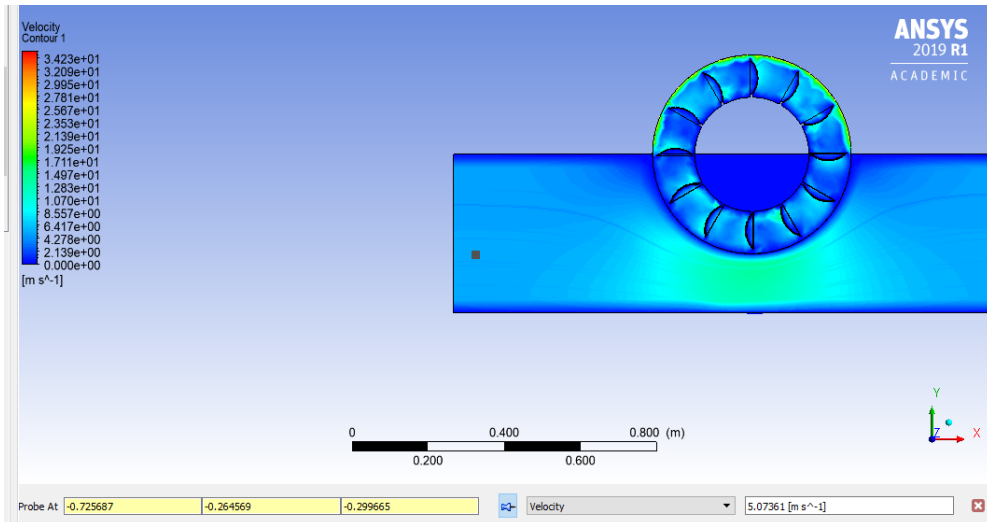 Velocity
Contour 1
3.423e+01
3.209e+01
2.995e+01
2.781e+01
2.567e+01
2.353e+01
2.139e+01
1.925e+01
1.711e+01
1.497e+01
1.283e+01
1.070e+01
8.557e+00
6.417e+00
4.278e+00
2.139e+00
0.000e+00
[m s^-1]
ANSYS
2019 R1
ACADEMIC
0 0.400 0.800 (m)
0.200 0.600
Y
Z X
Probe At -0.725687 -0.264569 -0.299665 Velocity 5.07361 [m s^-1]